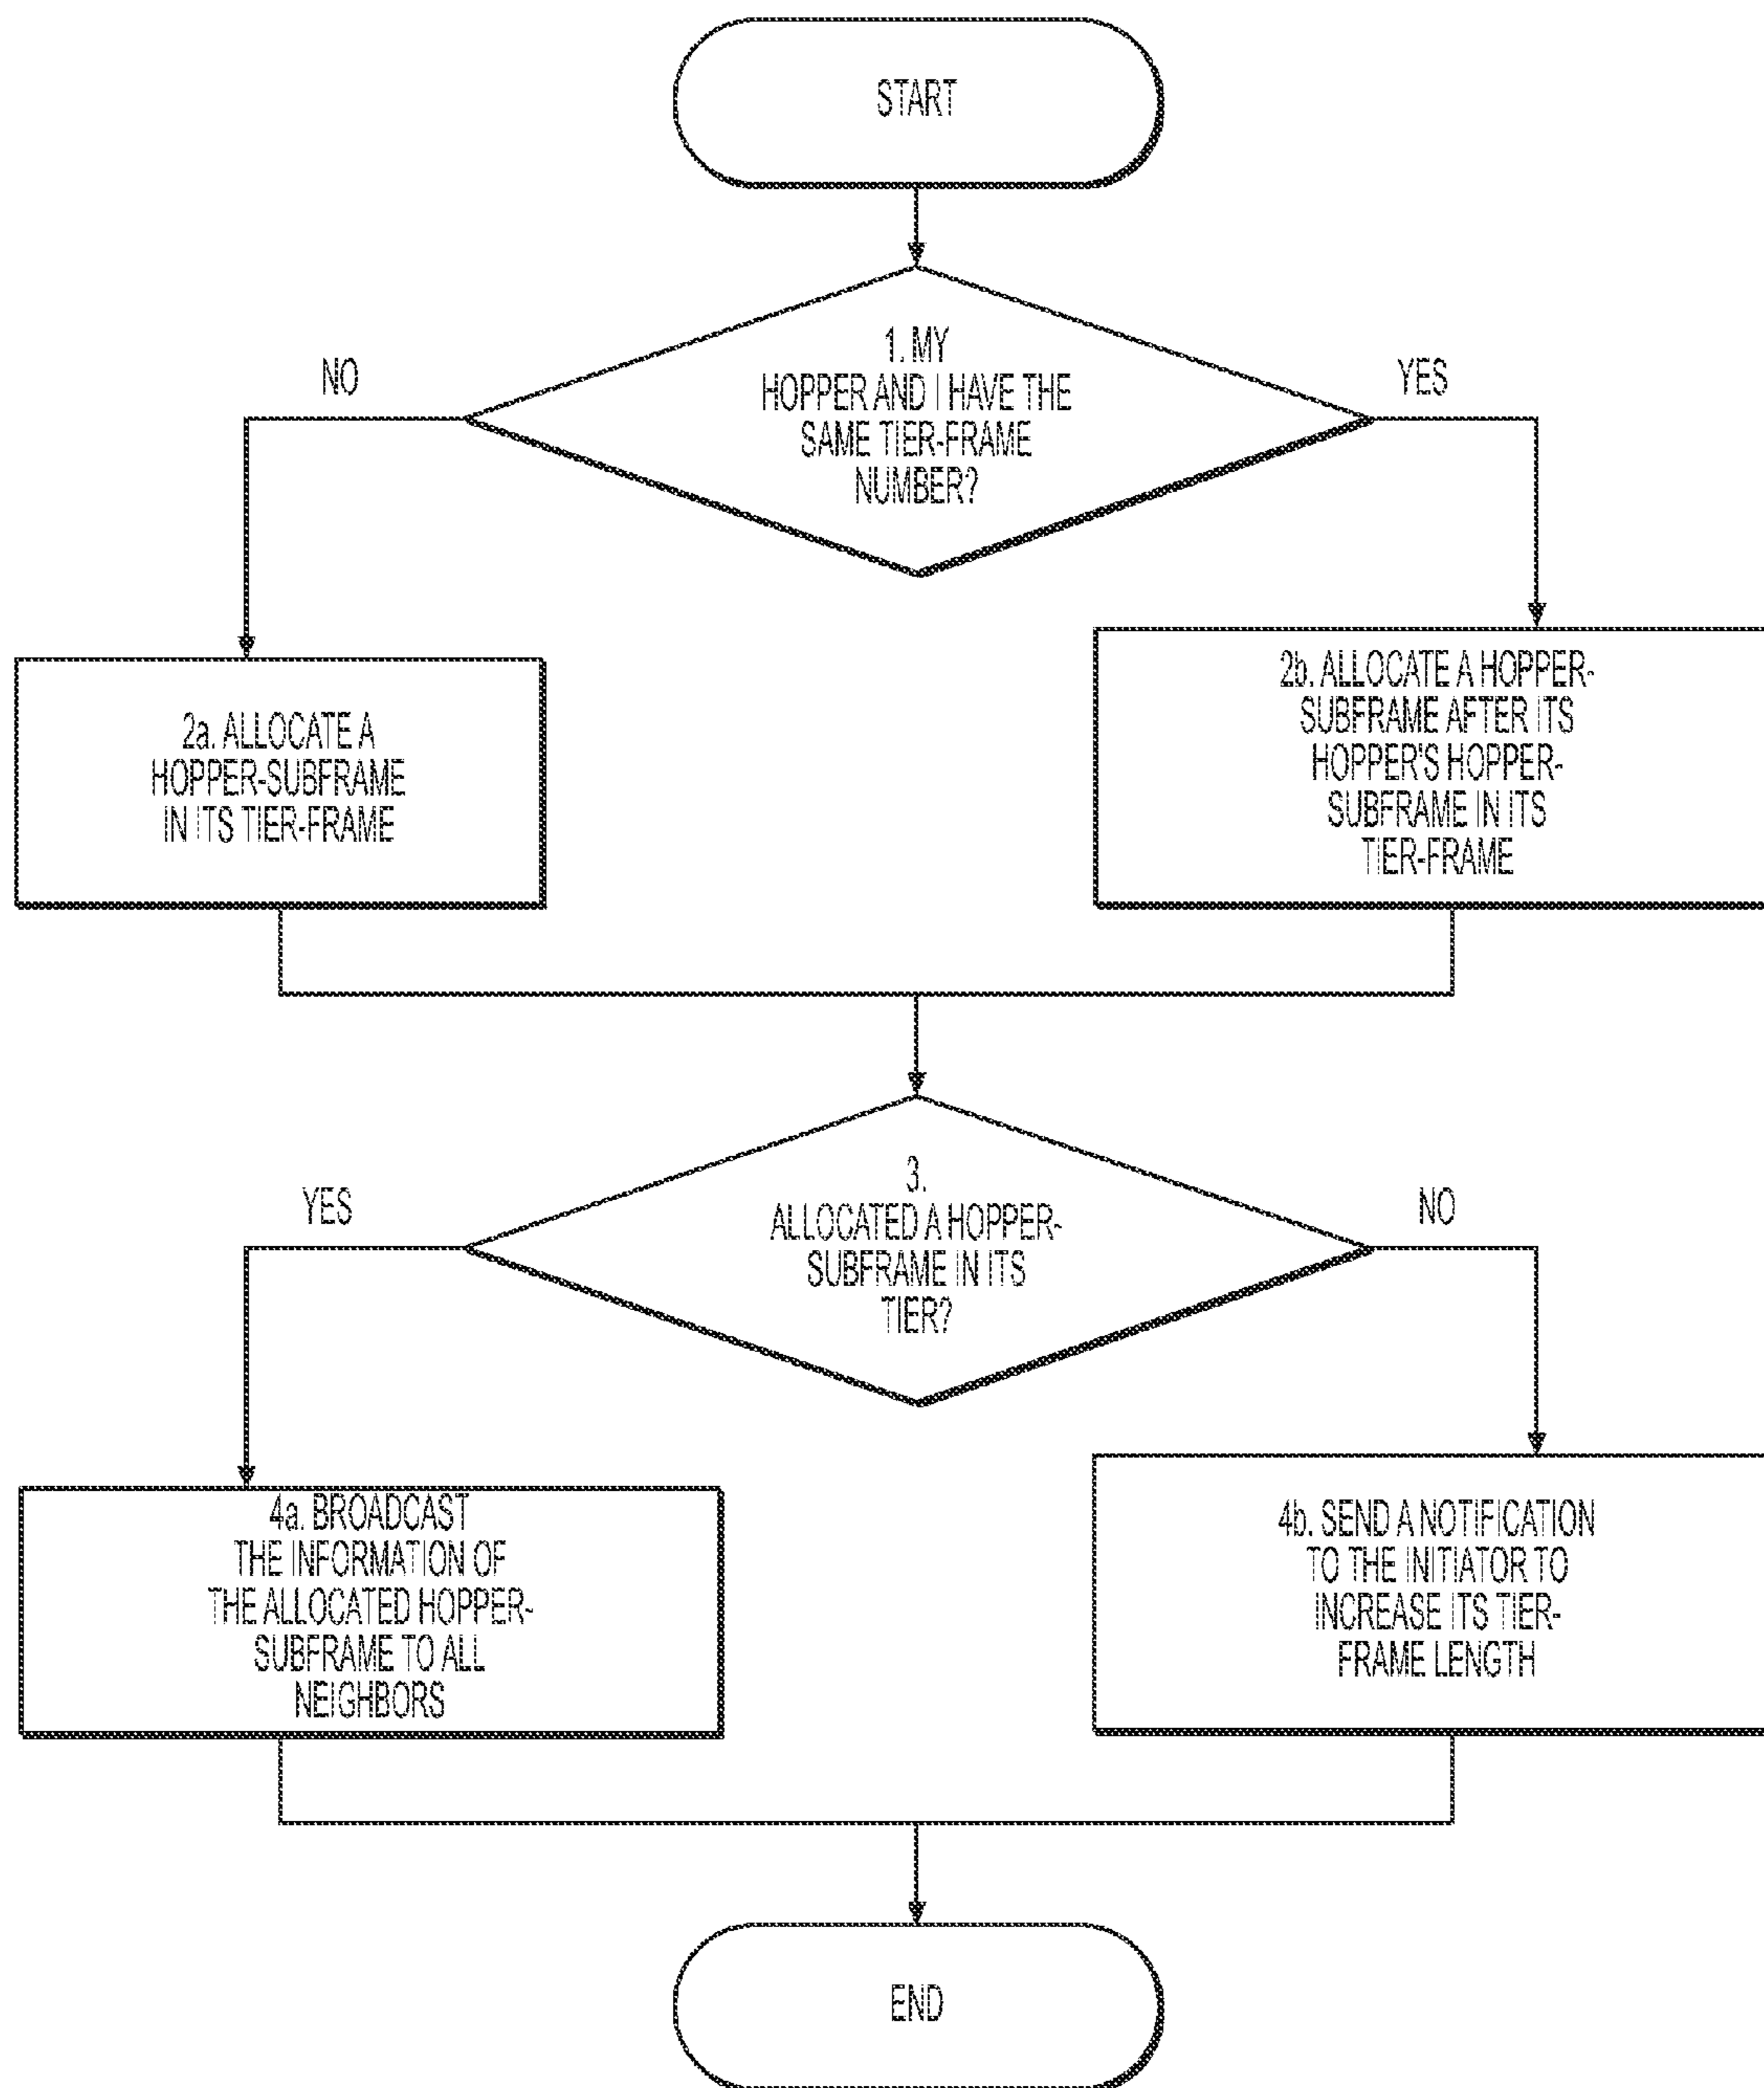 START
1. MY
HOPPER AND I HAVE THE
SAME TIER-FRAME
NUMBER?
NO
YES
2a. ALLOCATE A
HOPPER-SUBFRAME
IN ITS TIER-FRAME
2b. ALLOCATE A HOPPER-
SUBFRAME AFTER ITS
HOPPER'S HOPPER-
SUBFRAME IN ITS
TIER-FRAME
3.
ALLOCATED A HOPPER-
SUBFRAME IN ITS
TIER?
YES
NO
4a. BROADCAST
THE INFORMATION OF
THE ALLOCATED HOPPER-
SUBFRAME TO ALL
NEIGHBORS
4b. SEND A NOTIFICATION
TO THE INITIATOR TO
INCREASE ITS TIER-
FRAME LENGTH
END